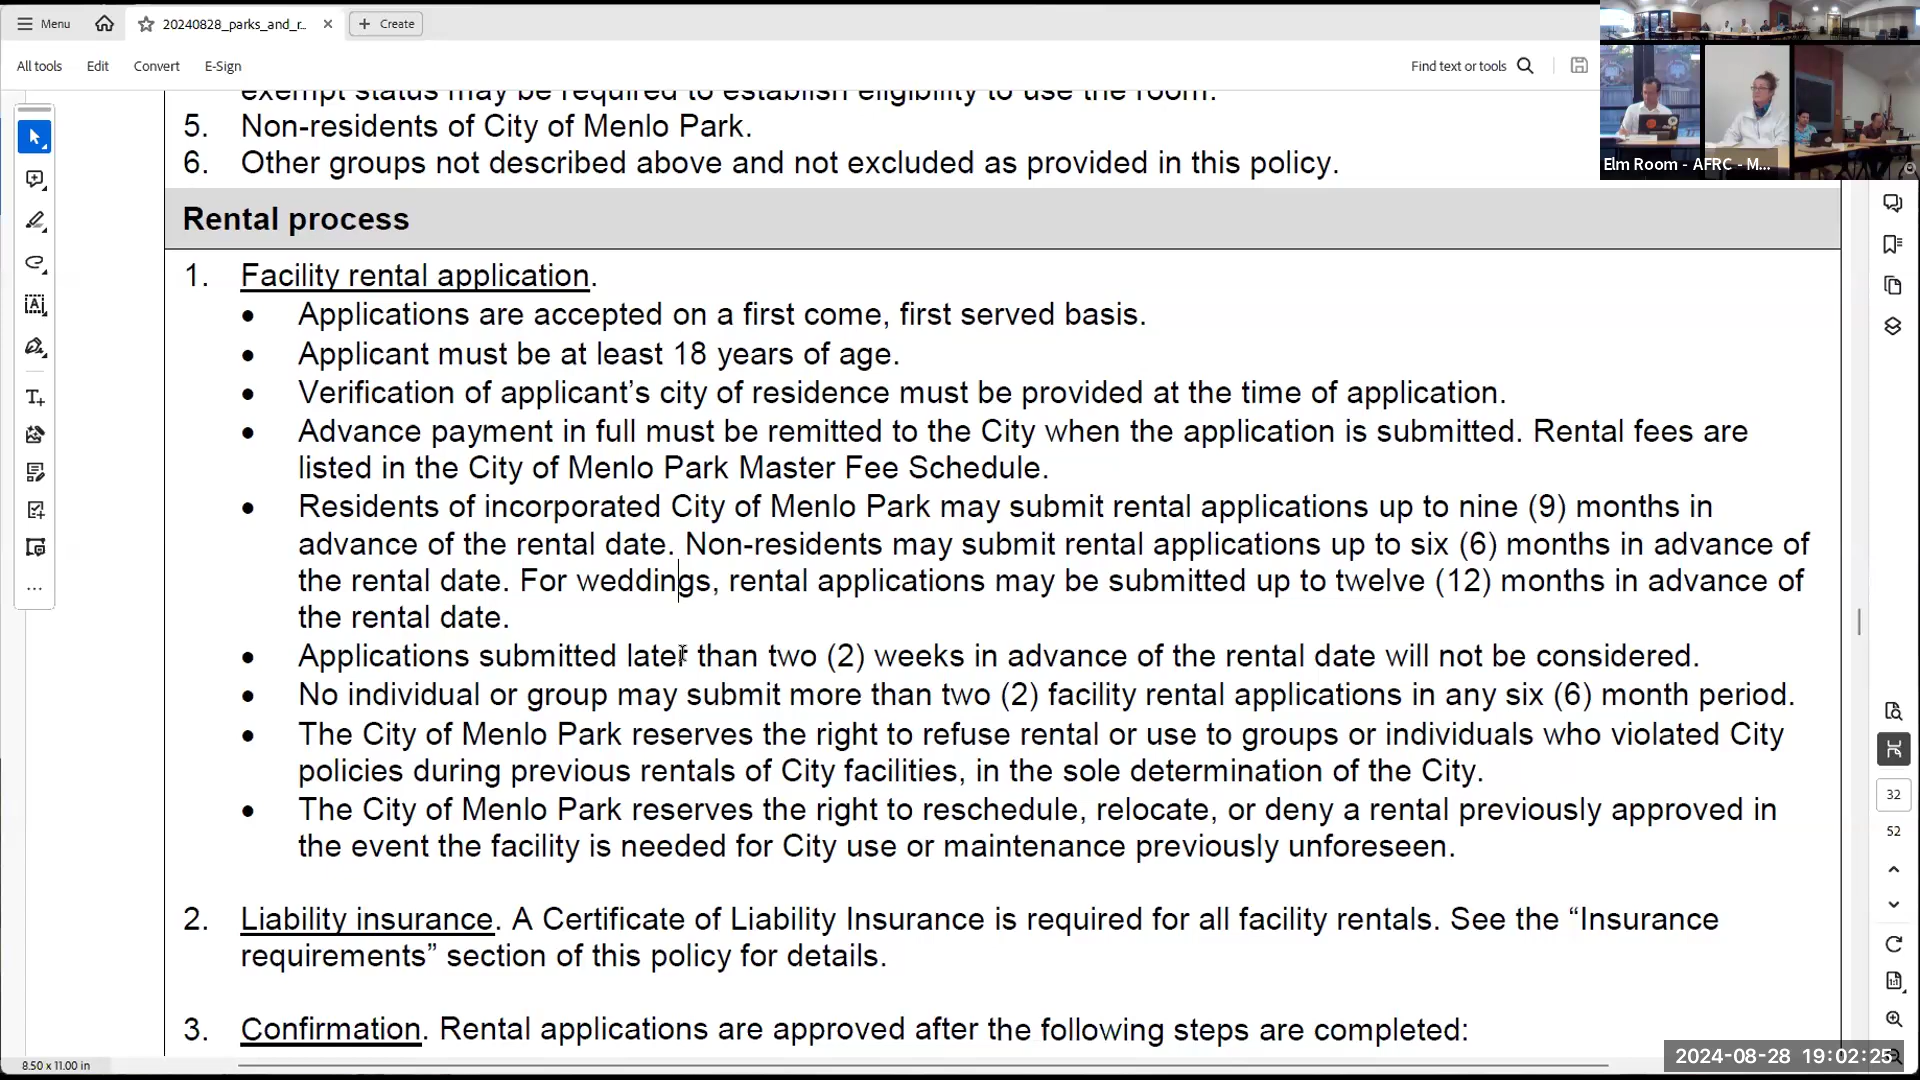 Menu
20240828_parks_and_r...
Create
All tools
Edit
Convert
E-Sign
Find text or tools
Elm Room - AFRC - M...
exempt status may be required to establish eligibility to use the room.
5. Non-residents of City of Menlo Park.
6. Other groups not described above and not excluded as provided in this policy.
Rental process
1. Facility rental application.
• Applications are accepted on a first come, first served basis.
• Applicant must be at least 18 years of age.
• Verification of applicant’s city of residence must be provided at the time of application.
• Advance payment in full must be remitted to the City when the application is submitted. Rental fees are
listed in the City of Menlo Park Master Fee Schedule.
• Residents of incorporated City of Menlo Park may submit rental applications up to nine (9) months in
advance of the rental date. Non-residents may submit rental applications up to six (6) months in advance of
the rental date. For weddings, rental applications may be submitted up to twelve (12) months in advance of
the rental date.
• Applications submitted later than two (2) weeks in advance of the rental date will not be considered.
• No individual or group may submit more than two (2) facility rental applications in any six (6) month period.
• The City of Menlo Park reserves the right to refuse rental or use to groups or individuals who violated City
policies during previous rentals of City facilities, in the sole determination of the City.
• The City of Menlo Park reserves the right to reschedule, relocate, or deny a rental previously approved in
the event the facility is needed for City use or maintenance previously unforeseen.
2. Liability insurance. A Certificate of Liability Insurance is required for all facility rentals. See the “Insurance
requirements” section of this policy for details.
3. Confirmation. Rental applications are approved after the following steps are completed:
32
52
8.50 x 11.00 in
2024-08-28 19:02:25